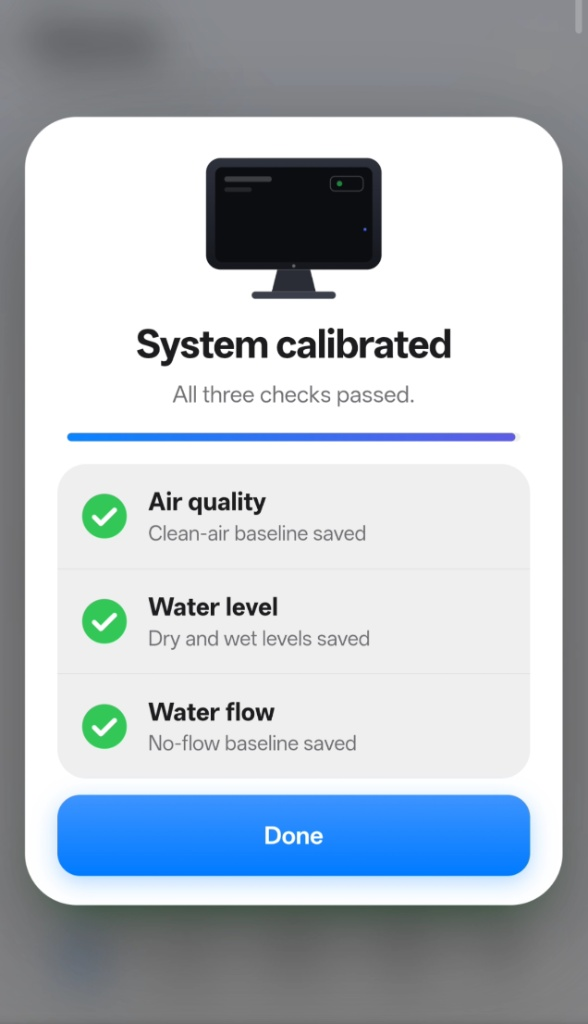 System calibrated
All three checks passed.
Air quality
Clean-air baseline saved
Water level
Dry and wet levels saved
Water flow
No-flow baseline saved
Done